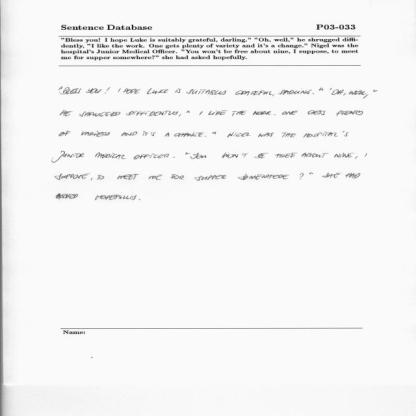 Sentence Database P03-033
"Bless you! I hope Luke is suitably grateful, darling." "Oh, well," he shrugged diffi-
dently, "I like the work. One gets plenty of variety and it's a change." Nigel was the
hospital's Junior Medical Officer. "You won't be free about nine, I suppose, to meet
me for supper somewhere?" she had asked hopefully.
"BLESS YOU! I HOPE LUKE IS SUITABLY GRATEFUL, DARLING." "OH, WELL,"
HE SHRUGGED DIFFIDENTLY, "I LIKE THE WORK. ONE GETS PLENTY
OF VARIETY AND IT'S A CHANGE." NIGEL WAS THE HOSPITAL'S
JUNIOR MEDICAL OFFICER. "YOU WON'T BE FREE ABOUT NINE, I
SUPPOSE, TO MEET ME FOR SUPPER SOMEWHERE?" SHE HAD
ASKED HOPEFULLY.
Name: